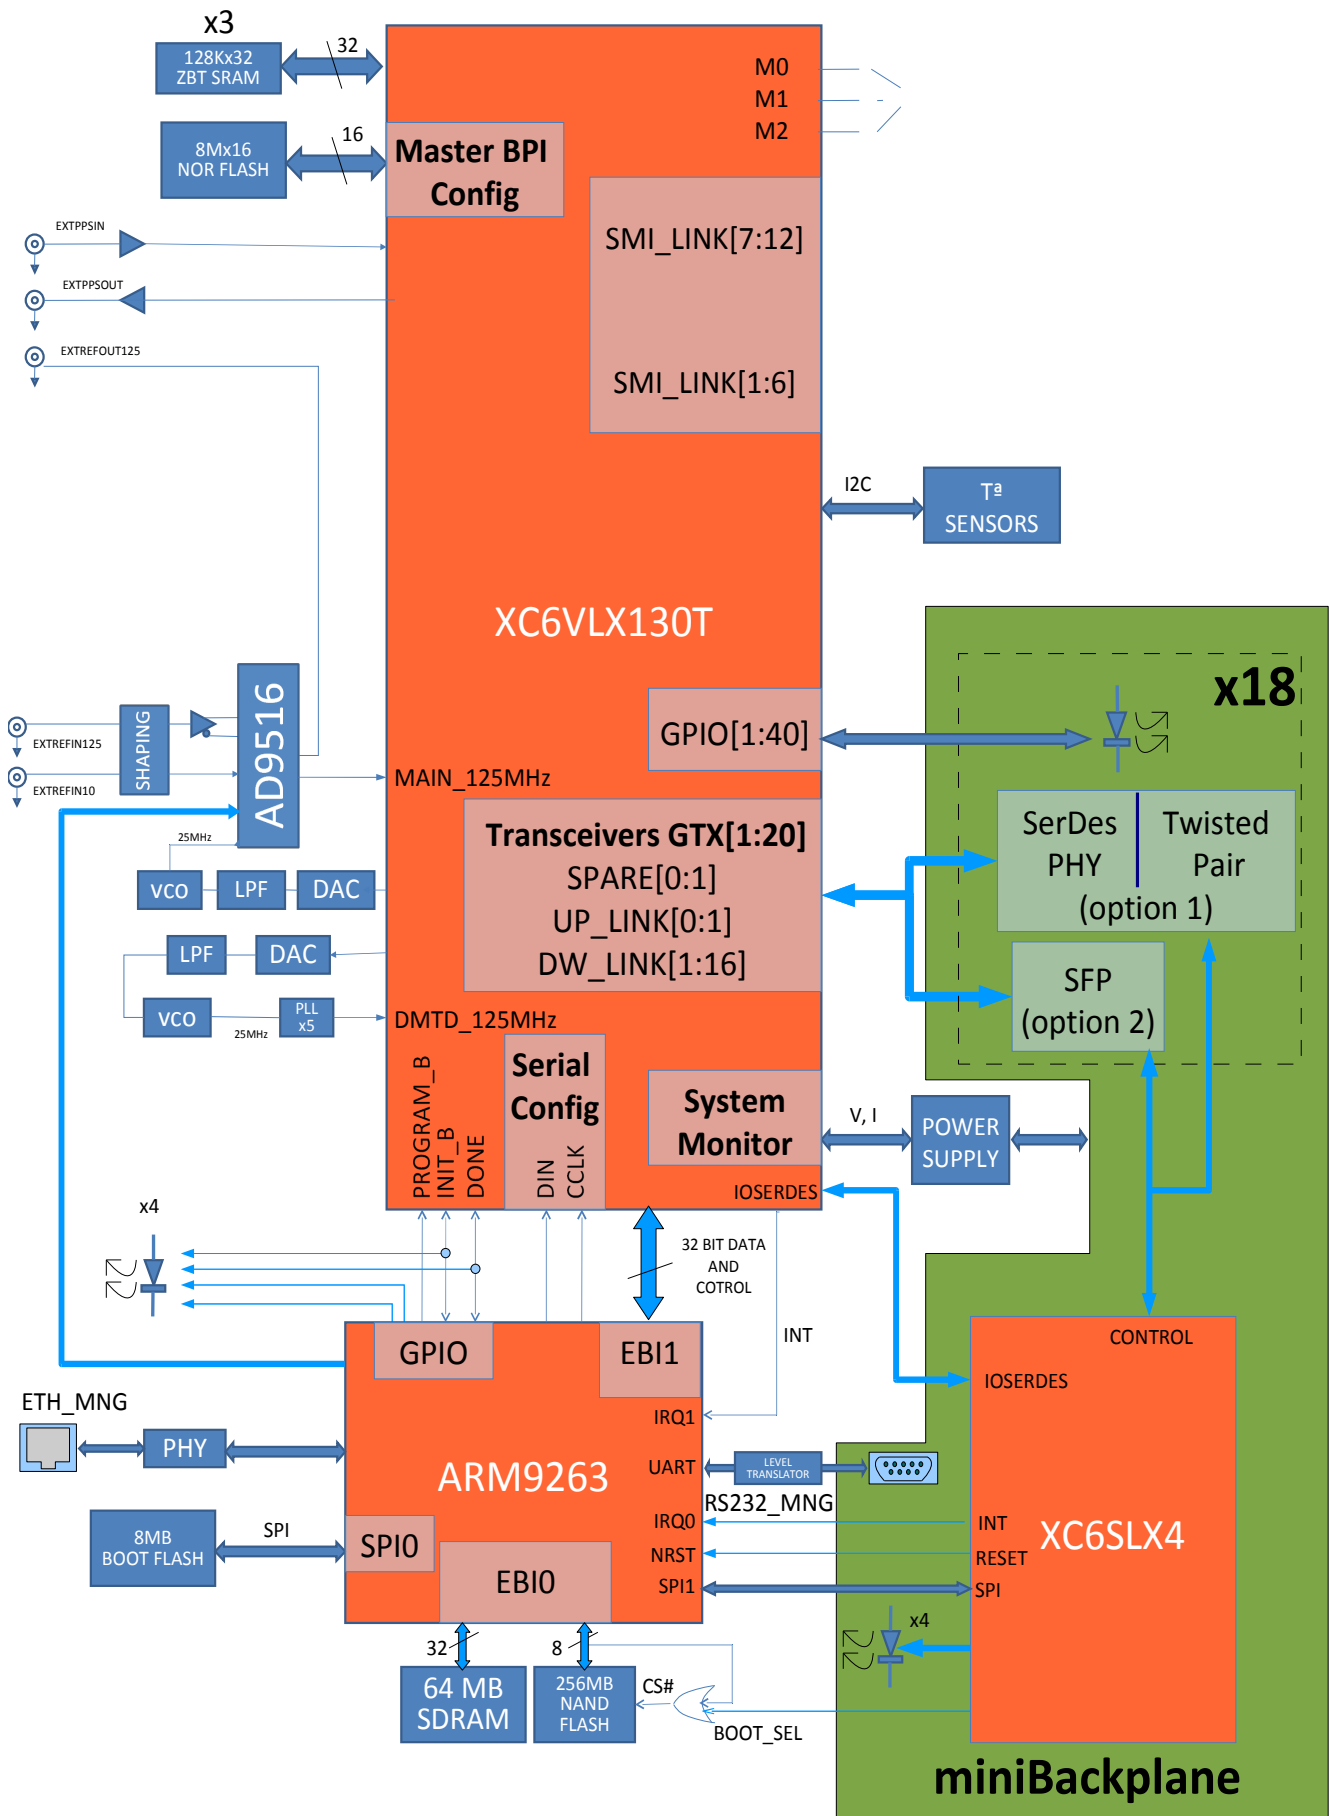 x3
128Kx32
ZBT SRAM
32
8Mx16
NOR FLASH
16
Master BPI
Config
M0
M1
M2
SMI_LINK[7:12]
SMI_LINK[1:6]
EXTPPSIN
EXTPPSOUT
EXTREFOUT125
I2C
Tª
SENSORS
XC6VLX130T
x18
GPIO[1:40]
EXTREFIN125
EXTREFIN10
SHAPING
AD9516
MAIN_125MHz
25MHz
VCO
LPF
DAC
Transceivers GTX[1:20]
SPARE[0:1]
UP_LINK[0:1]
DW_LINK[1:16]
SerDes
PHY
Twisted
Pair
(option 1)
SFP
(option 2)
LPF
DAC
VCO
25MHz
PLL
x5
DMTD_125MHz
PROGRAM_B
INIT_B
DONE
Serial
Config
DIN
CCLK
System
Monitor
V, I
POWER
SUPPLY
IOSERDES
x4
32 BIT DATA
AND
COTROL
INT
GPIO
EBI1
CONTROL
IOSERDES
ETH_MNG
PHY
IRQ1
ARM9263
UART
LEVEL
TRANSLATOR
RS232_MNG
8MB
BOOT FLASH
SPI
SPI0
EBI0
IRQ0
NRST
SPI1
INT
RESET
SPI
XC6SLX4
x4
32
8
64 MB
SDRAM
256MB
NAND
FLASH
CS#
BOOT_SEL
miniBackplane